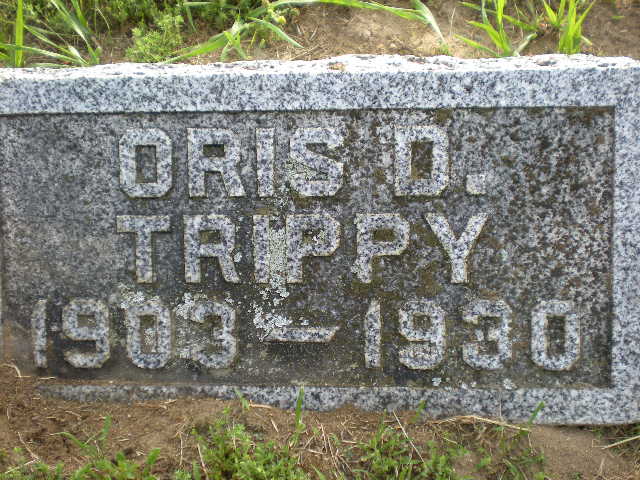 ORIS D.
TRIPPY
1903 – 1930